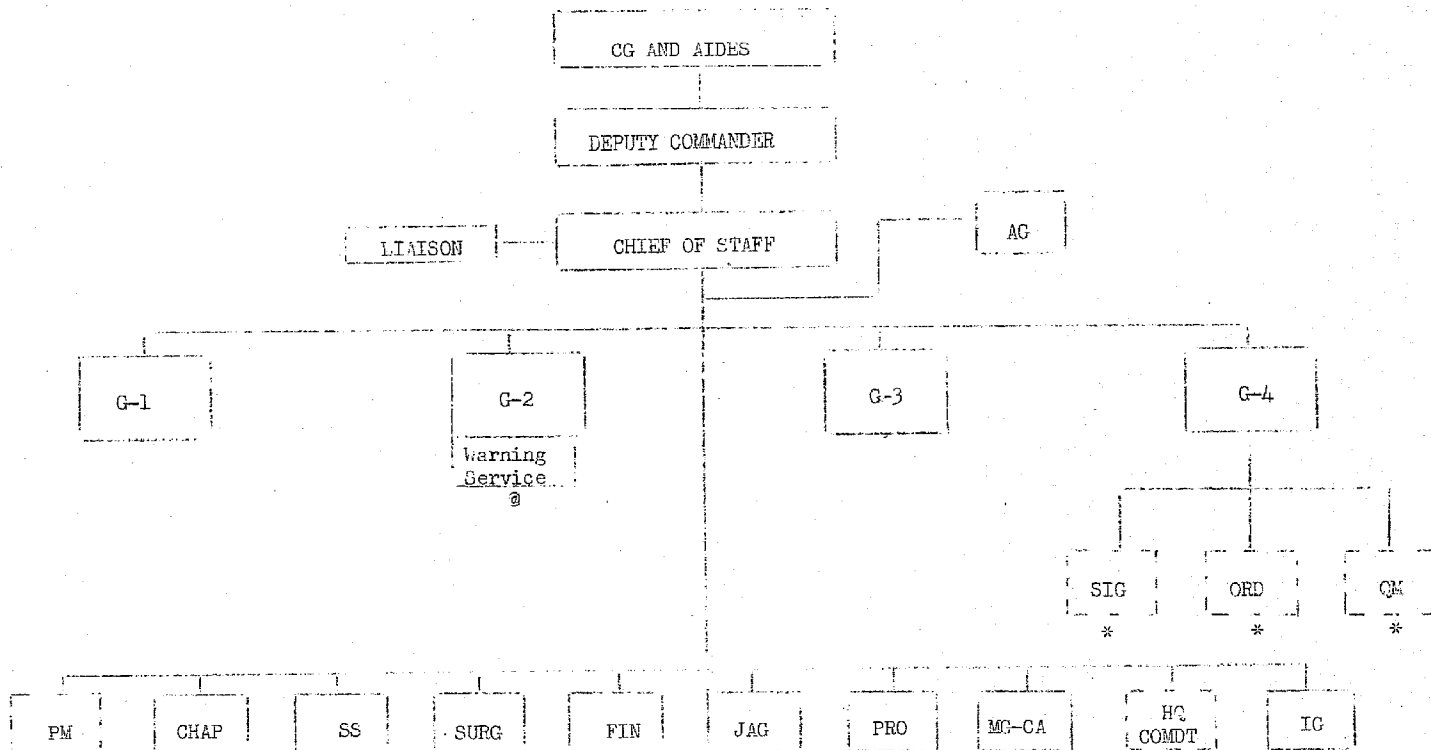 CG AND AIDES
DEPUTY COMMANDER
LIAISON
CHIEF OF STAFF
AG
G-1
G-2
G-3
G-4
Warning
Service
@
SIG
ORD
QM
*
*
*
PM
CHAP
SS
SURG
FIN
JAG
PRO
MG-CA
HQ
COMDT
IG